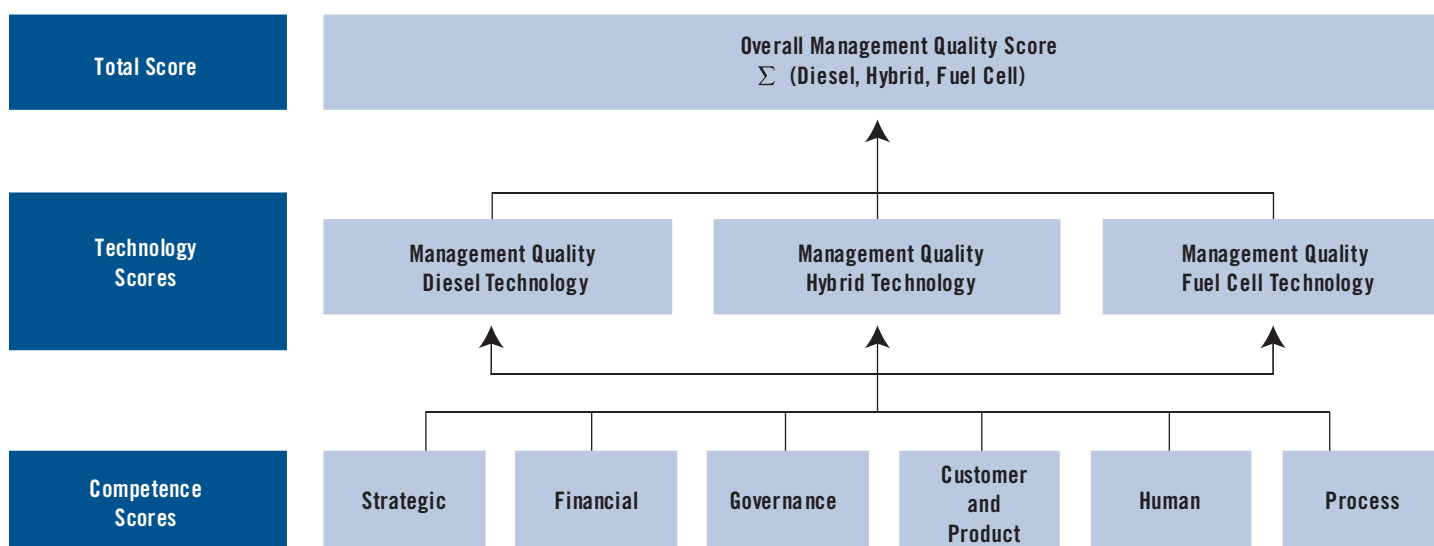 Total Score
Overall Management Quality Score
Σ (Diesel, Hybrid, Fuel Cell)
Technology
Scores
Management Quality
Diesel Technology
Management Quality
Hybrid Technology
Management Quality
Fuel Cell Technology
Competence
Scores
Strategic
Financial
Governance
Customer
and
Product
Human
Process